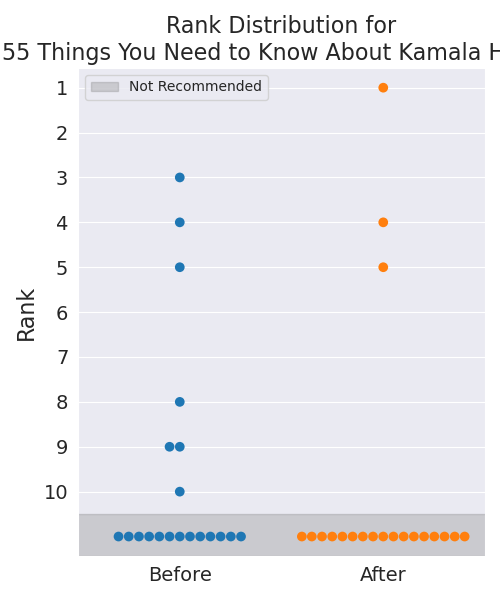 Rank Distribution for
55 Things You Need to Know About Kamala H
Not Recommended
1
2
3
4
5
6
7
8
9
10
Rank
Before
After